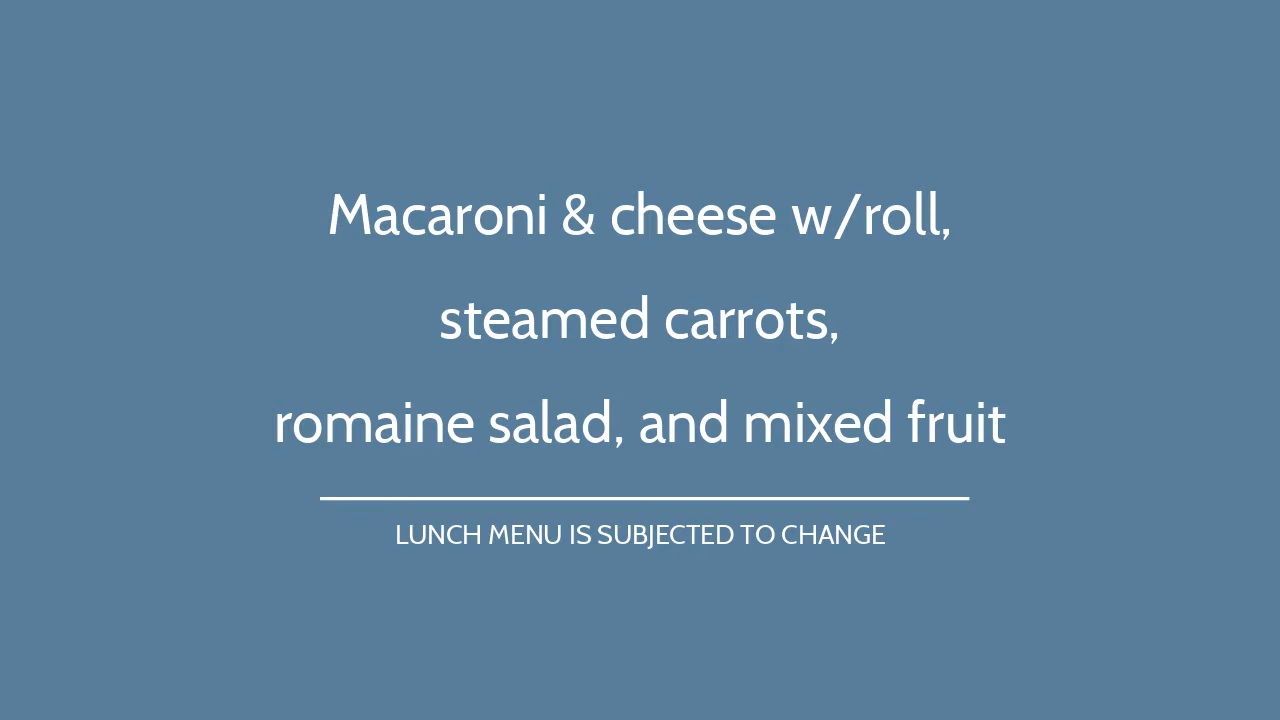 Macaroni & cheese w/roll,
steamed carrots,
romaine salad, and mixed fruit
LUNCH MENU IS SUBJECTED TO CHANGE